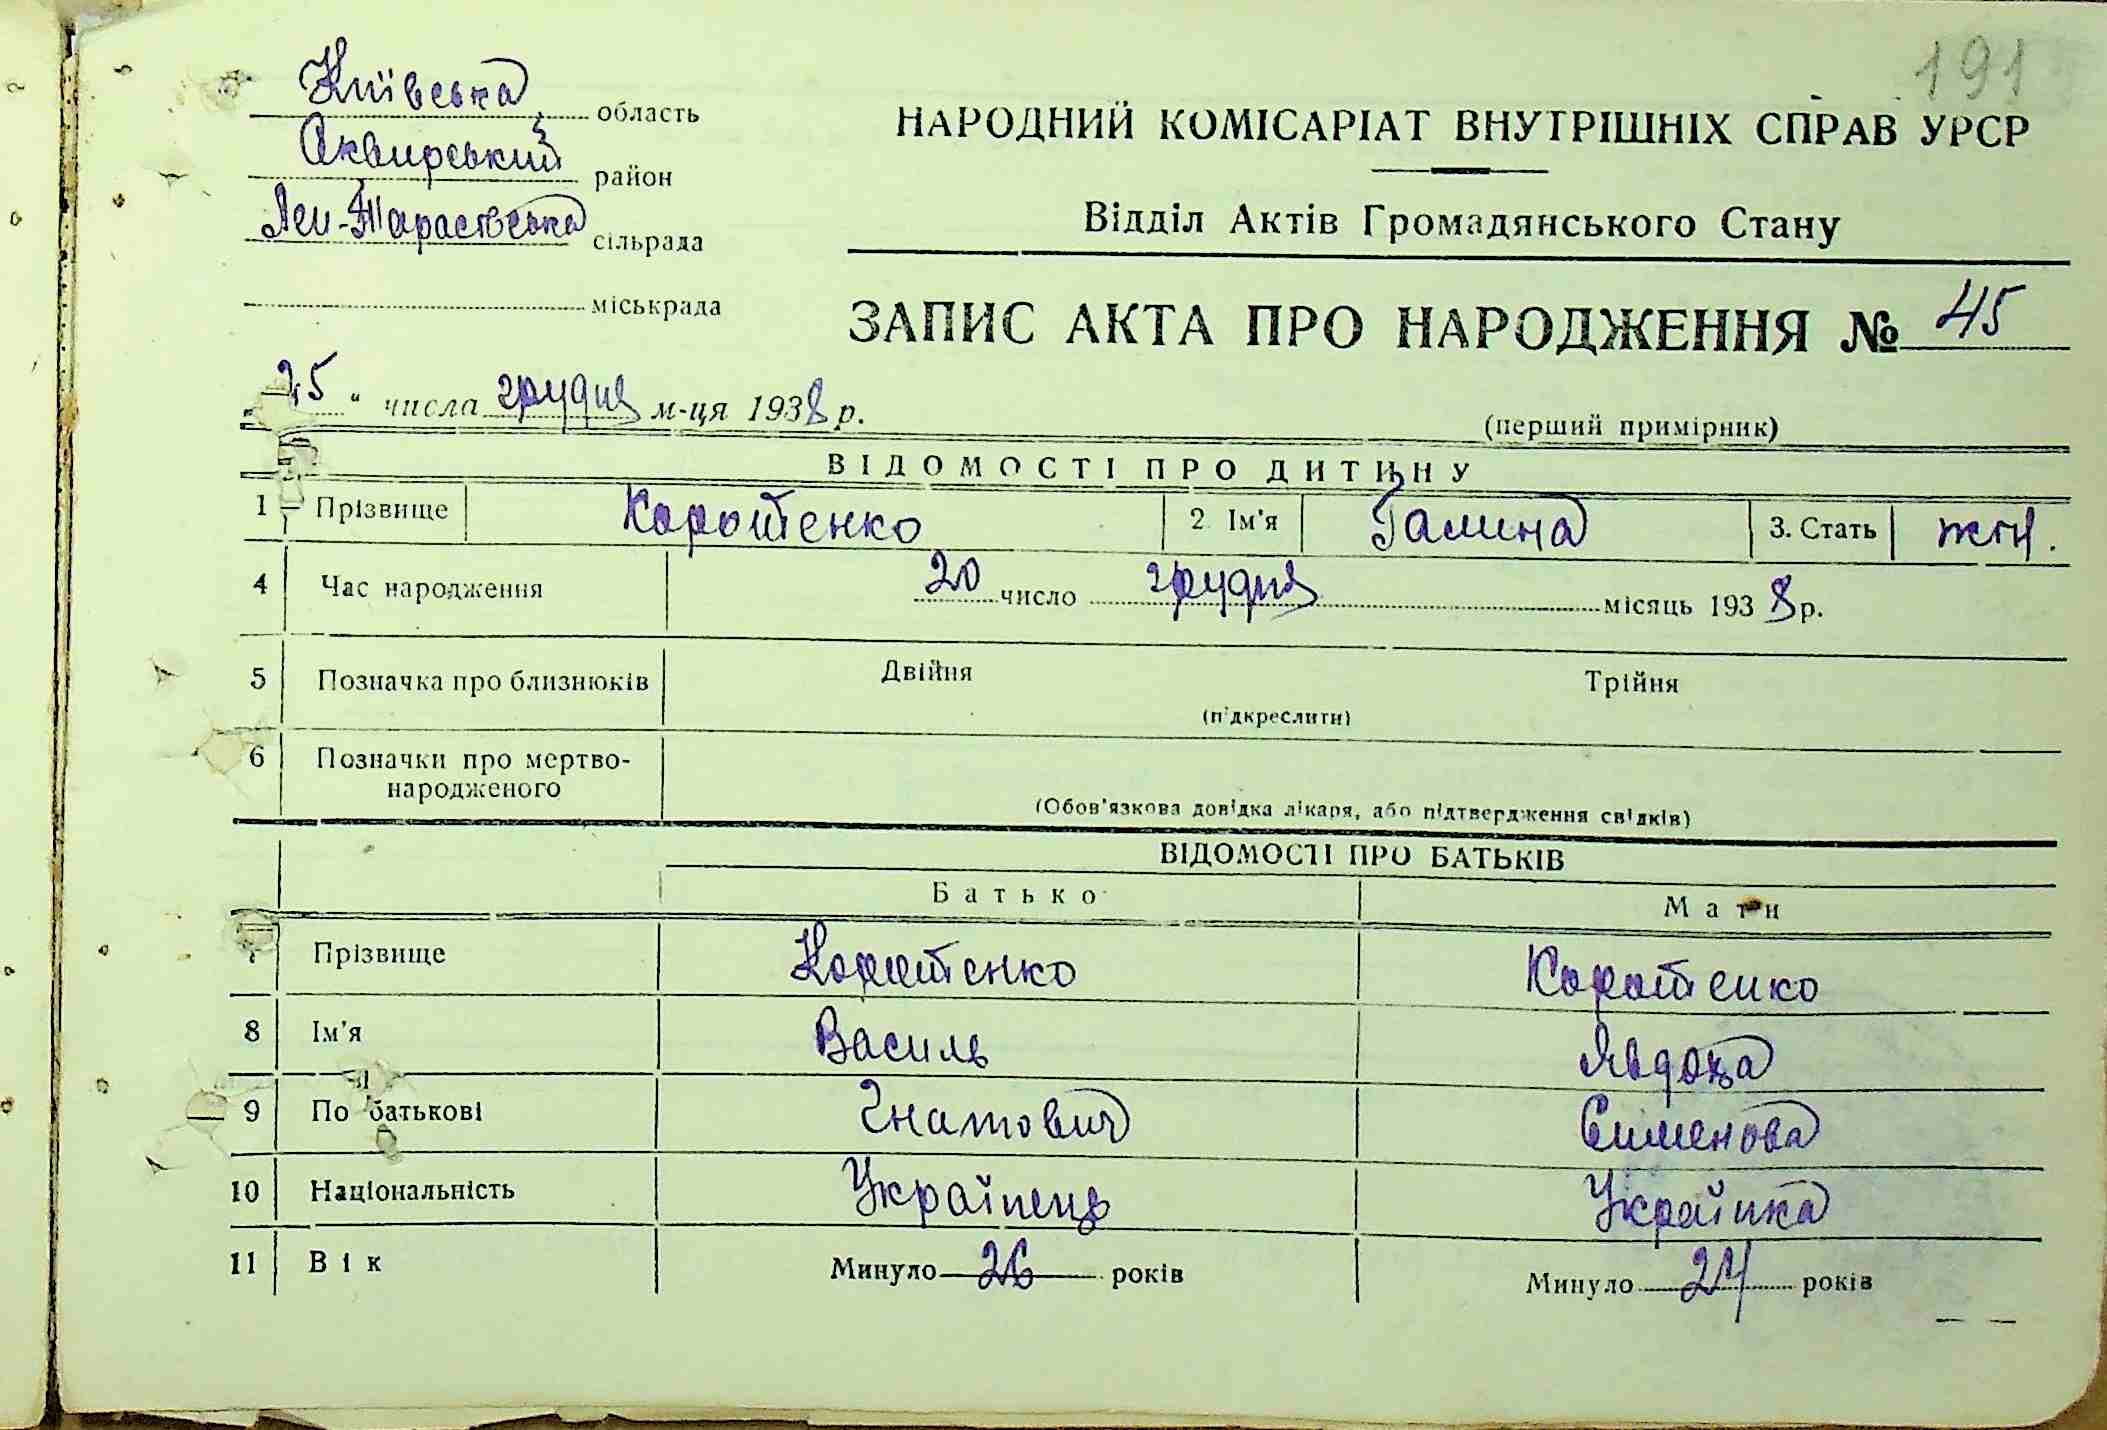 191
Київська область
Сквирський район
сільрада
міськрада
НАРОДНИЙ КОМІСАРІАТ ВНУТРІШНІХ СПРАВ УРСР
Відділ Актів Громадянського Стану
ЗАПИС АКТА ПРО НАРОДЖЕННЯ № 45
25 " числа грудня м-ця 1938 р.
(перший примірник)
ВІДОМОСТІ ПРО ДИТИНУ
1 Прізвище Коротенко 2. Ім'я Галина 3. Стать жін.
4 Час народження 20 число грудня місяць 1938 р.
5 Позначка про близнюків Двійня Трійня
(підкреслити)
6 Позначки про мертво-
народженого
(Обов'язкова довідка лікаря, або підтвердження свідків)
ВІДОМОСТІ ПРО БАТЬКІВ
Батько Мати
7 Прізвище Коротенко Коротенко
8 Ім'я Василь Явдоха
9 По батькові Гнатович Сименова
10 Національність Українець Українка
11 Вік Минуло 26 років Минуло 24 років